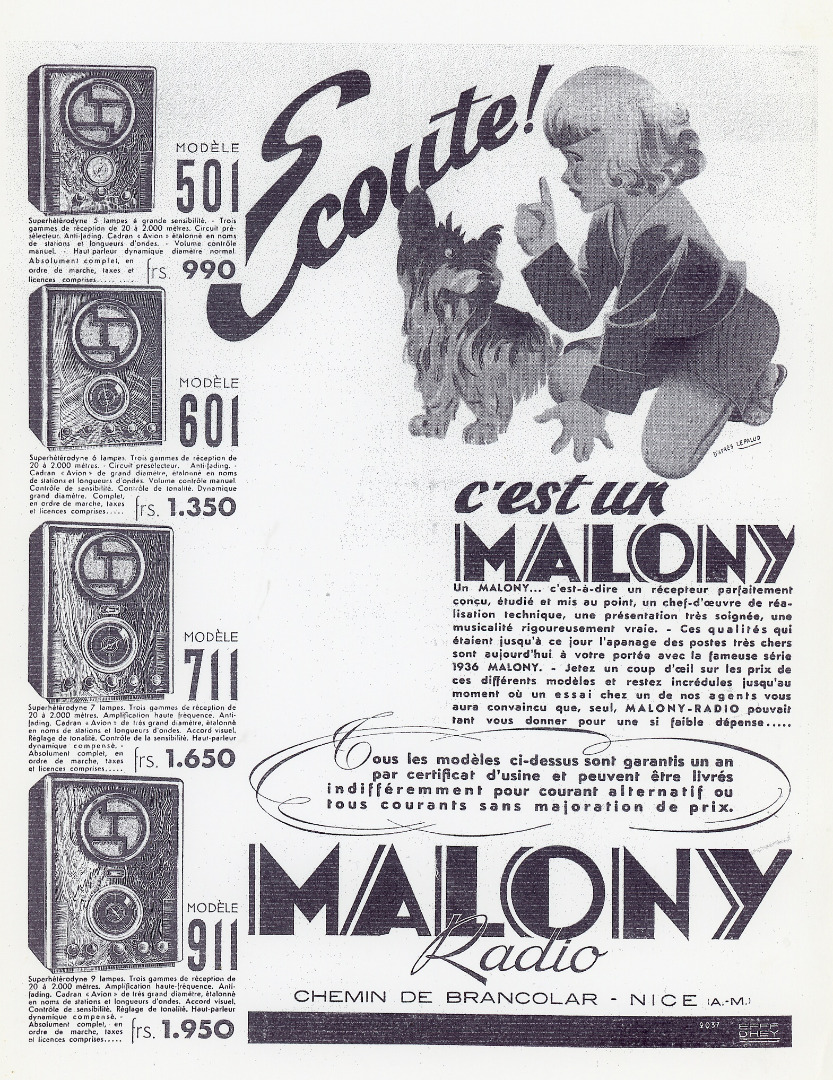 MODÈLE
501
Superhétérodyne 5 lampes à grande sensibilité. - Trois
gammes de réception de 20 à 2.000 mètres. Circuit pré-
sélecteur. Anti-fading. Cadran « Avion » étalonné en noms
de stations et longueurs d'ondes. - Volume contrôle
manuel. - Haut-parleur dynamique diamètre normal.
Absolument complet, en
ordre de marche, taxes et
licences comprises..... ....
frs. 990
MODÈLE
601
Superhétérodyne 6 lampes. Trois gammes de réception de
20 à 2.000 mètres. - Circuit préselecteur. Anti-fading. -
Cadran « Avion » de grand diamètre, étalonné en noms
de stations et longueurs d'ondes. Volume contrôle manuel.
Contrôle de sensibilité. Contrôle de tonalité. Dynamique
grand diamètre. Complet,
en ordre de marche, taxes
et licences comprises.....
frs. 1.350
MODÈLE
711
Superhétérodyne 7 lampes. Trois gammes de réception de
20 à 2.000 mètres. Amplification haute fréquence. Anti-
fading. Cadran « Avion » de très grand diamètre, étalonné
en noms de stations et longueurs d'ondes. Accord visuel.
Réglage de tonalité. Contrôle de la sensibilité. Haut-parleur
dynamique compensé. -
Absolument complet, en
ordre de marche, taxes
et licences comprises.....
frs. 1.650
MODÈLE
911
Superhétérodyne 9 lampes. Trois gammes de réception de
20 à 2.000 mètres. Amplification haute-fréquence. Anti-
fading. Cadran « Avion » de très grand diamètre, étalonné
en noms de stations et longueurs d'ondes. Accord visuel,
Contrôle de sensibilité. Réglage de tonalité. Haut-parleur
dynamique compensé. -
Absolument complet, en
ordre de marche, taxes
et licences comprises.....
frs. 1.950
Ecoute!
D'APRÈS LEPALUD
c'est un
MALONY
Un MALONY... c'est-à-dire un récepteur parfaitement
conçu, étudié et mis au point, un chef-d'œuvre de réa-
lisation technique, une présentation très soignée, une
musicalité rigoureusement vraie. - Ces qualités qui
étaient jusqu'à ce jour l'apanage des postes très chers
sont aujourd'hui à votre portée avec la fameuse série
1936 MALONY. - Jetez un coup d'œil sur les prix de
ces différents modèles et restez incrédules jusqu'au
moment où un essai chez un de nos agents vous
aura convaincu que, seul, MALONY-RADIO pouvait
tant vous donner pour une si faible dépense.....
Tous les modèles ci-dessus sont garantis un an
par certificat d'usine et peuvent être livrés
indifféremment pour courant alternatif ou
tous courants sans majoration de prix.
MALONY
Radio
CHEMIN DE BRANCOLAR - NICE (A.-M.)
2037